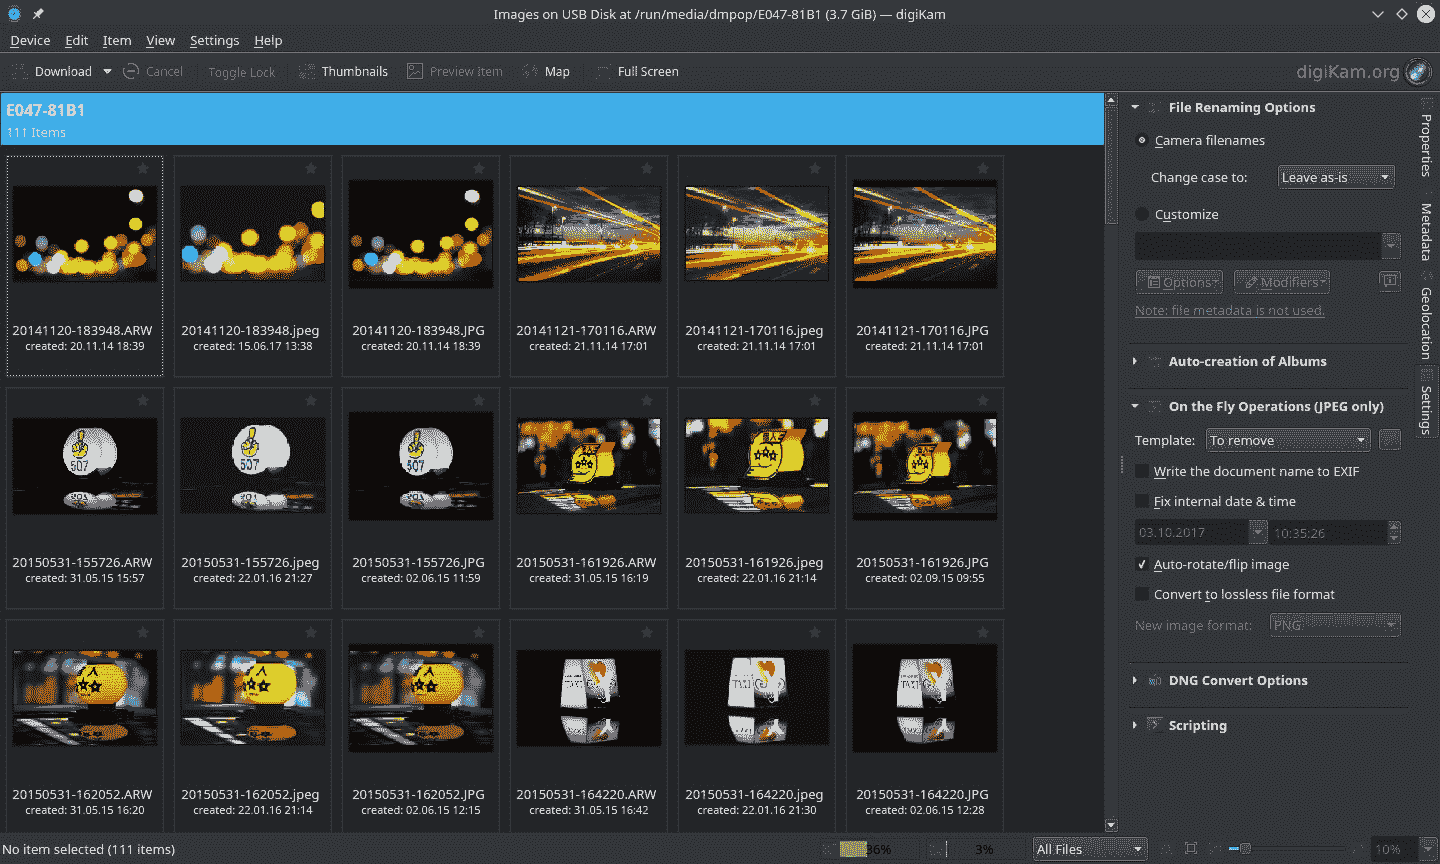 Images on USB Disk at /run/media/dmpop/E047-81B1 (3.7 GiB) — digiKam
Device Edit Item View Settings Help
Download Cancel Toggle Lock Thumbnails Preview Item Map Full Screen digiKam.org
E047-81B1
111 Items
20141120-183948.ARW 20141120-183948.jpeg 20141120-183948.JPG 20141121-170116.ARW 20141121-170116.jpeg 20141121-170116.JPG
created: 20.11.14 18:39 created: 15.06.17 13:38 created: 20.11.14 18:39 created: 21.11.14 17:01 created: 21.11.14 17:01 created: 21.11.14 17:01
507 507 507
20150531-155726.ARW 20150531-155726.jpeg 20150531-155726.JPG 20150531-161926.ARW 20150531-161926.jpeg 20150531-161926.JPG
created: 31.05.15 15:57 created: 22.01.16 21:27 created: 02.06.15 11:59 created: 31.05.15 16:19 created: 22.01.16 21:14 created: 02.09.15 09:55
20150531-162052.ARW 20150531-162052.jpeg 20150531-162052.JPG 20150531-164220.ARW 20150531-164220.jpeg 20150531-164220.JPG
created: 31.05.15 16:20 created: 22.01.16 21:14 created: 02.06.15 12:15 created: 31.05.15 16:42 created: 22.01.16 21:30 created: 02.06.15 12:28
File Renaming Options
Camera filenames
Change case to: Leave as-is
Customize
Options Modifiers
Note: file metadata is not used.
Auto-creation of Albums
On the Fly Operations (JPEG only)
Template: To remove
Write the document name to EXIF
Fix internal date & time
03.10.2017 10:35:26
Auto-rotate/flip image
Convert to lossless file format
New image format: PNG
DNG Convert Options
Scripting
Properties
Metadata
Geolocation
Settings
No item selected (111 items) 36% 3% All Files 10%